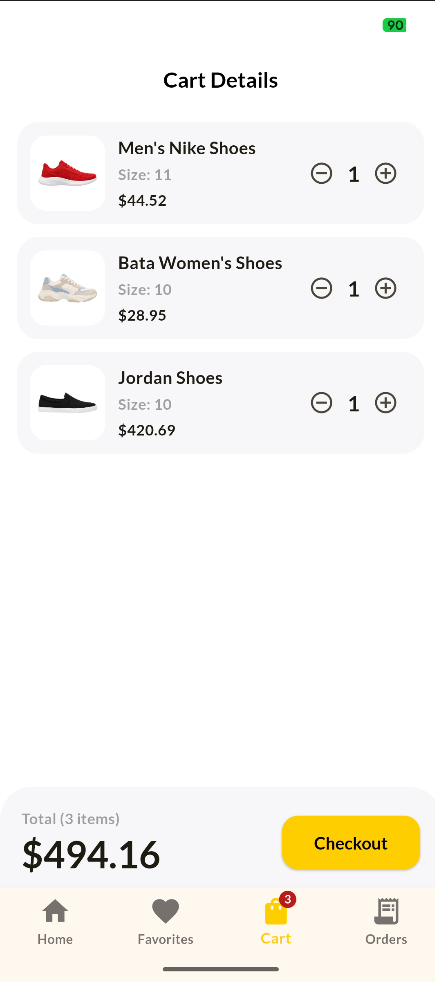 90
Cart Details
Men's Nike Shoes
Size: 11
$44.52
1
Bata Women's Shoes
Size: 10
$28.95
1
Jordan Shoes
Size: 10
$420.69
1
Total (3 items)
$494.16
Checkout
3
Home
Favorites
Cart
Orders